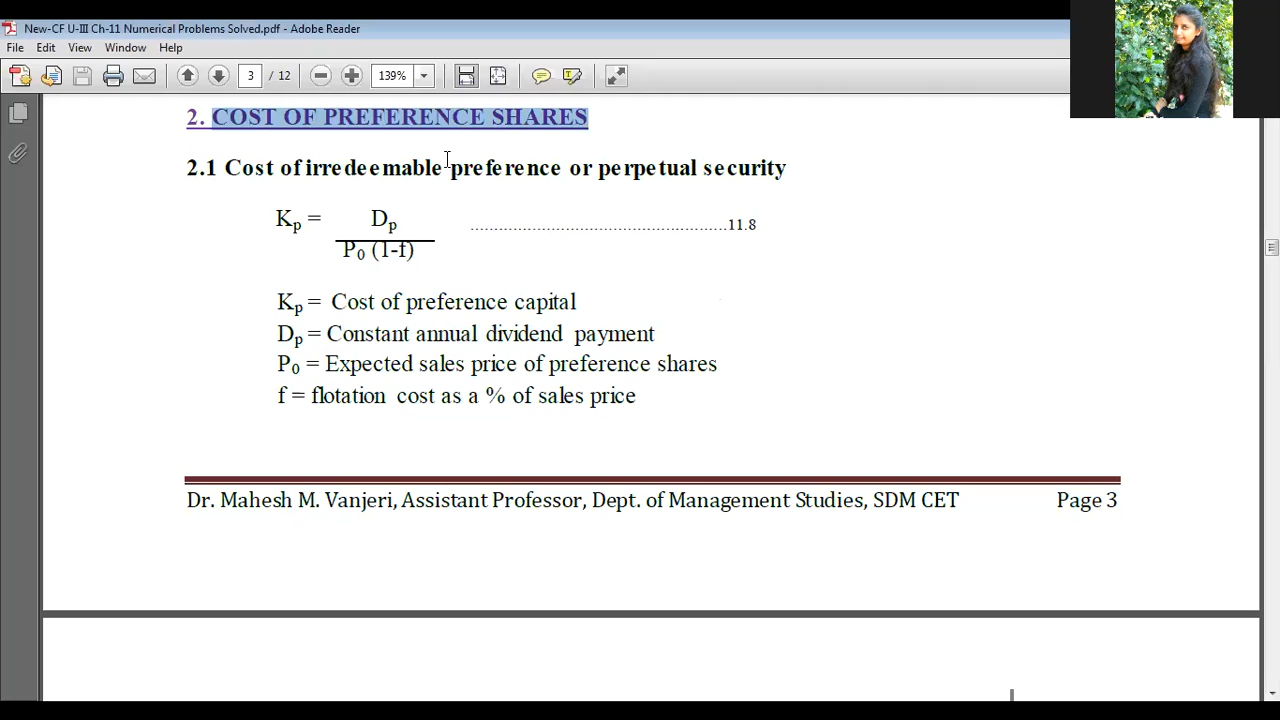 New-CF U-III Ch-11 Numerical Problems Solved.pdf - Adobe Reader
File Edit View Window Help
3 / 12 139%
2. COST OF PREFERENCE SHARES
2.1 Cost of irredeemable preference or perpetual security
Kp = Dp ......................................................11.8
P0 (1-f)
Kp = Cost of preference capital
Dp = Constant annual dividend payment
P0 = Expected sales price of preference shares
f = flotation cost as a % of sales price
Dr. Mahesh M. Vanjeri, Assistant Professor, Dept. of Management Studies, SDM CET Page 3